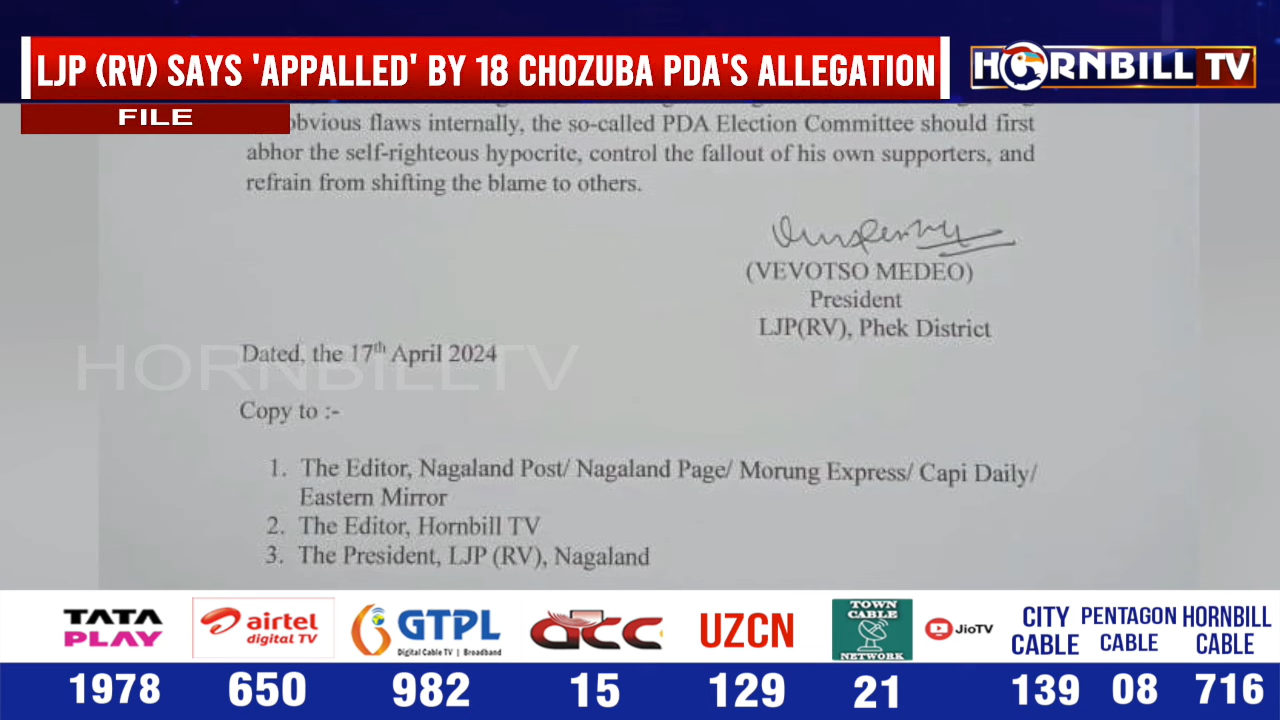 LJP (RV) SAYS 'APPALLED' BY 18 CHOZUBA PDA'S ALLEGATION
HORNBILL TV
FILE
obvious flaws internally, the so-called PDA Election Committee should first
abhor the self-righteous hypocrite, control the fallout of his own supporters, and
refrain from shifting the blame to others.
(VEVOTSO MEDEO)
President
LJP(RV), Phek District
Dated, the 17th April 2024
HORNBILL TV
Copy to :-
1. The Editor, Nagaland Post/ Nagaland Page/ Morung Express/ Capi Daily/
Eastern Mirror
2. The Editor, Hornbill TV
3. The President, LJP (RV), Nagaland
TATA PLAY
airtel digital TV
GTPL
Digital Cable TV | Broadband
acc
UZCN
TOWN CABLE NETWORK
JioTV
CITY CABLE
PENTAGON CABLE
HORNBILL CABLE
1978 650 982 15 129 21 139 08 716